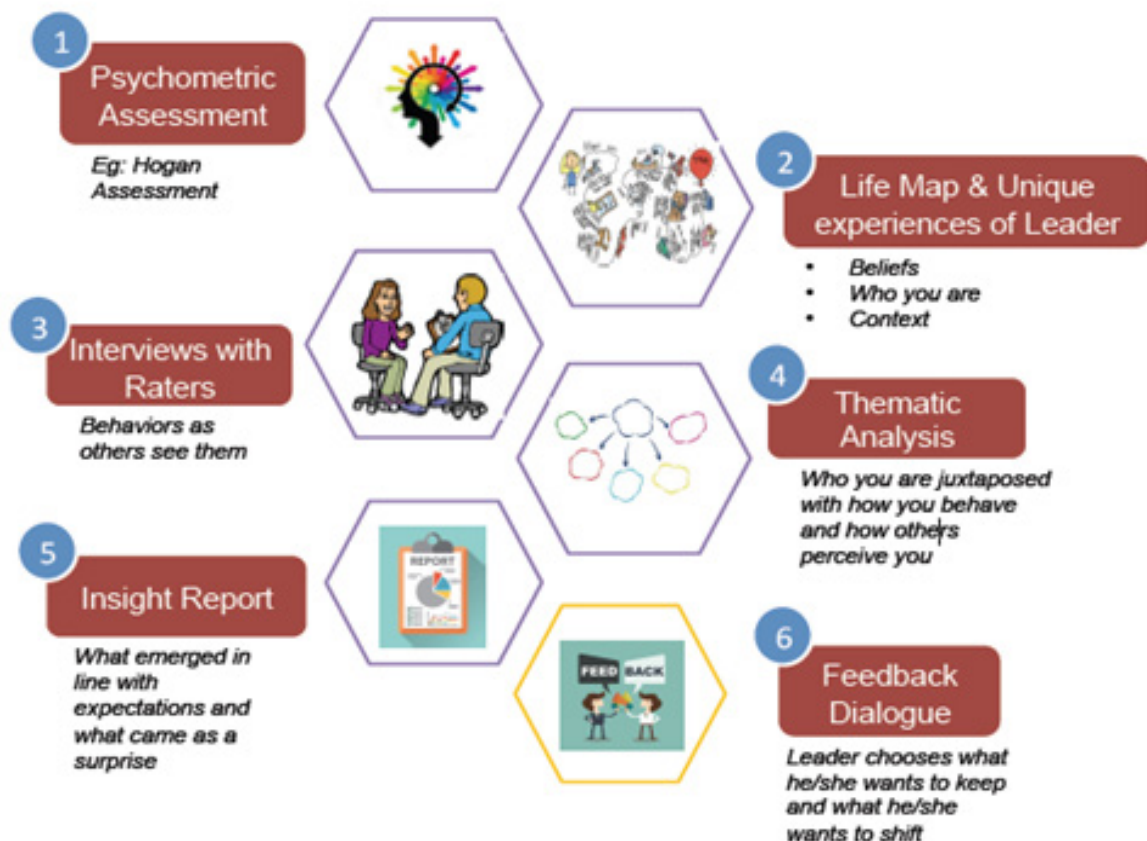 1
Psychometric
Assessment
Eg: Hogan
Assessment
2
Life Map & Unique
experiences of Leader
• Beliefs
• Who you are
• Context
3
Interviews with
Raters
Behaviors as
others see them
4
Thematic
Analysis
Who you are juxtaposed
with how you behave
and how others
perceive you
5
Insight Report
REPORT
What emerged in
line with
expectations and
what came as a
surprise
6
FEED BACK
Feedback
Dialogue
Leader chooses what
he/she wants to keep
and what he/she
wants to shift